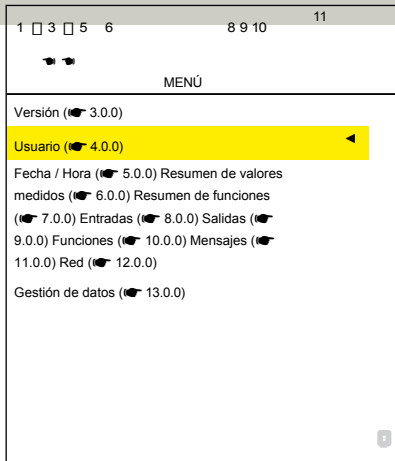 11
1 ▯ 3 ▯ 5 6 8 9 10
☚ ☚
MENÚ
Versión (☛ 3.0.0)
Usuario (☛ 4.0.0) ◄
Fecha / Hora (☛ 5.0.0) Resumen de valores
medidos (☛ 6.0.0) Resumen de funciones
(☛ 7.0.0) Entradas (☛ 8.0.0) Salidas (☛
9.0.0) Funciones (☛ 10.0.0) Mensajes (☛
11.0.0) Red (☛ 12.0.0)
Gestión de datos (☛ 13.0.0)